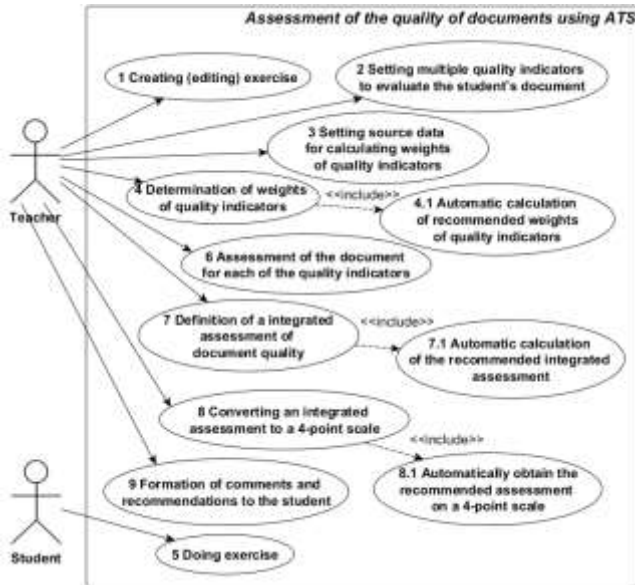 Assessment of the quality of documents using ATS
1 Creating (editing) exercise
2 Setting multiple quality indicators
to evaluate the student's document
3 Setting source data
for calculating weights
of quality indicators
Teacher
4 Determination of weights
of quality indicators
<<include>>
4.1 Automatic calculation
of recommended weights
of quality indicators
6 Assessment of the document
for each of the quality indicators
7 Definition of a integrated
assessment of
document quality
<<include>>
7.1 Automatic calculation
of the recommended integrated
assessment
8 Converting an integrated
assessment to a 4-point scale
<<include>>
8.1 Automatically obtain the
recommended assessment
on a 4-point scale
9 Formation of comments and
recommendations to the student
Student
5 Doing exercise